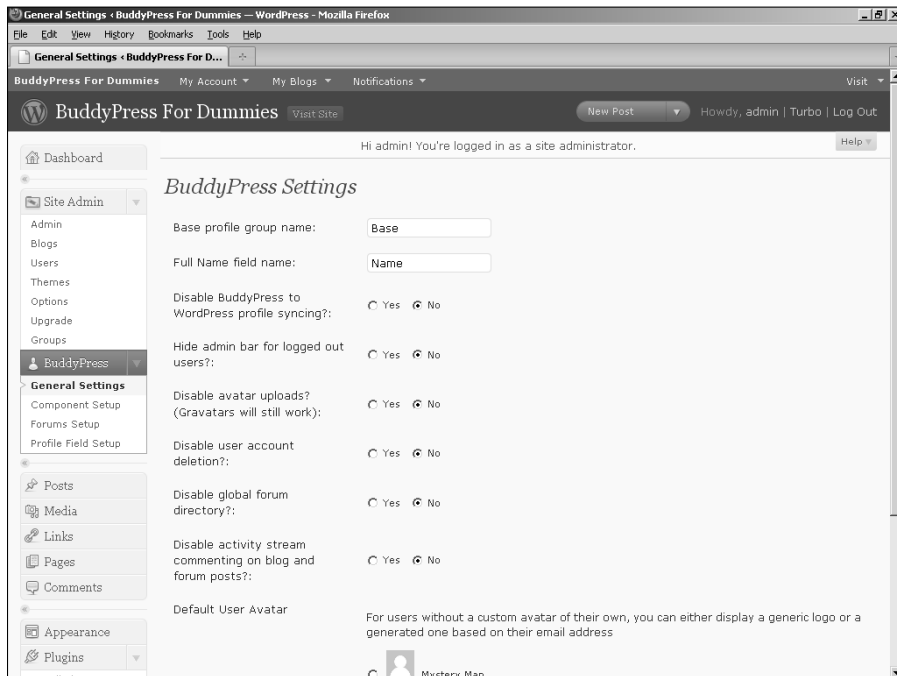 General Settings ‹ BuddyPress For Dummies — WordPress - Mozilla Firefox
File Edit View History Bookmarks Tools Help
General Settings ‹ BuddyPress For D...
BuddyPress For Dummies My Account My Blogs Notifications Visit
BuddyPress For Dummies Visit Site New Post Howdy, admin | Turbo | Log Out
Hi admin! You're logged in as a site administrator. Help
Dashboard
Site Admin
Admin
Blogs
Users
Themes
Options
Upgrade
Groups
BuddyPress
General Settings
Component Setup
Forums Setup
Profile Field Setup
Posts
Media
Links
Pages
Comments
Appearance
Plugins
BuddyPress Settings
Base profile group name: Base
Full Name field name: Name
Disable BuddyPress to
WordPress profile syncing?: Yes No
Hide admin bar for logged out
users?: Yes No
Disable avatar uploads?
(Gravatars will still work): Yes No
Disable user account
deletion?: Yes No
Disable global forum
directory?: Yes No
Disable activity stream
commenting on blog and
forum posts?: Yes No
Default User Avatar
For users without a custom avatar of their own, you can either display a generic logo or a
generated one based on their email address
Mystery Man